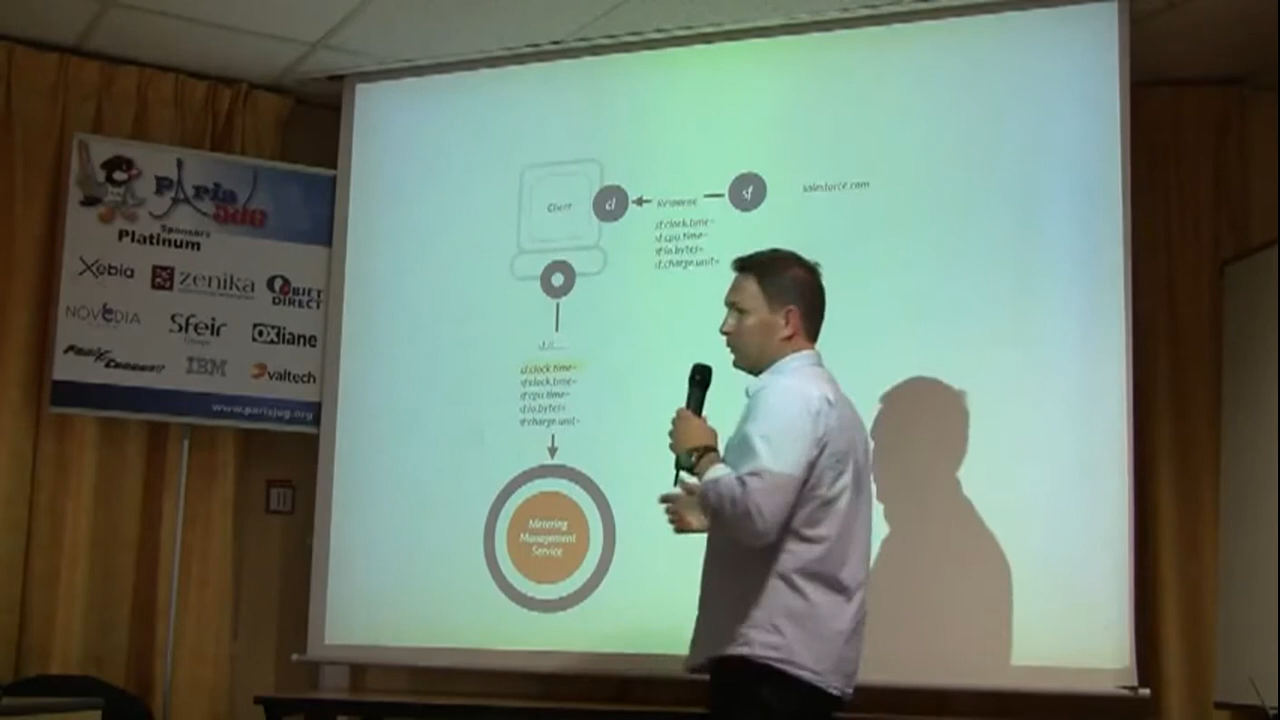 Paris
JUG
Sponsors
Platinum
Xebia
zenika
OBJET
DIRECT
NOVEDIA
Sfeir
Groupe
OXiane
IBM
valtech
www.parisjug.org
Client
cl
Response
sf
salesforce.com
sf.clock.time=
sf.cpu.time=
sf.io.bytes=
sf.charge.unit=
cl.clock.time=
sf.clock.time=
sf.cpu.time=
sf.io.bytes=
sf.charge.unit=
Metering
Management
Service